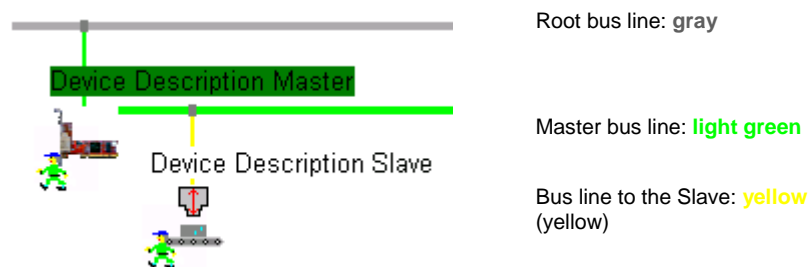 Root bus line: gray
Device Description Master
Master bus line: light green
Device Description Slave
Bus line to the Slave: yellow
(yellow)